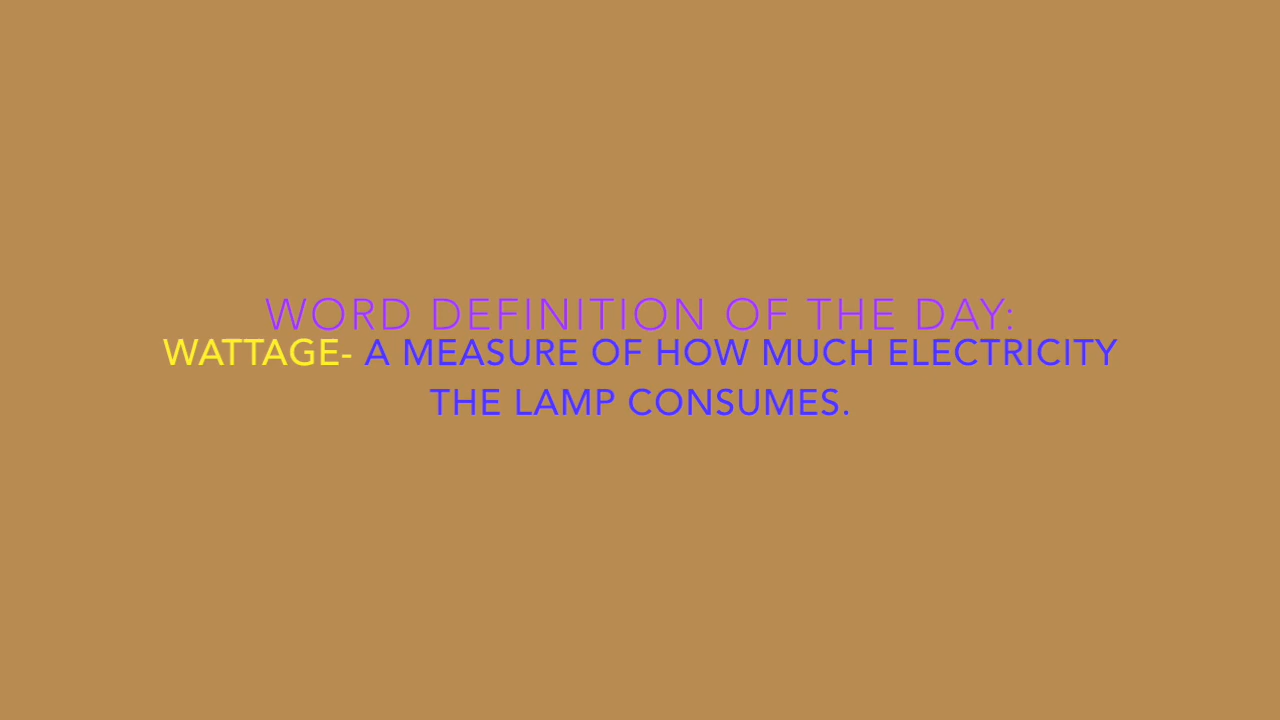 WORD DEFINITION OF THE DAY:
WATTAGE- A MEASURE OF HOW MUCH ELECTRICITY
THE LAMP CONSUMES.